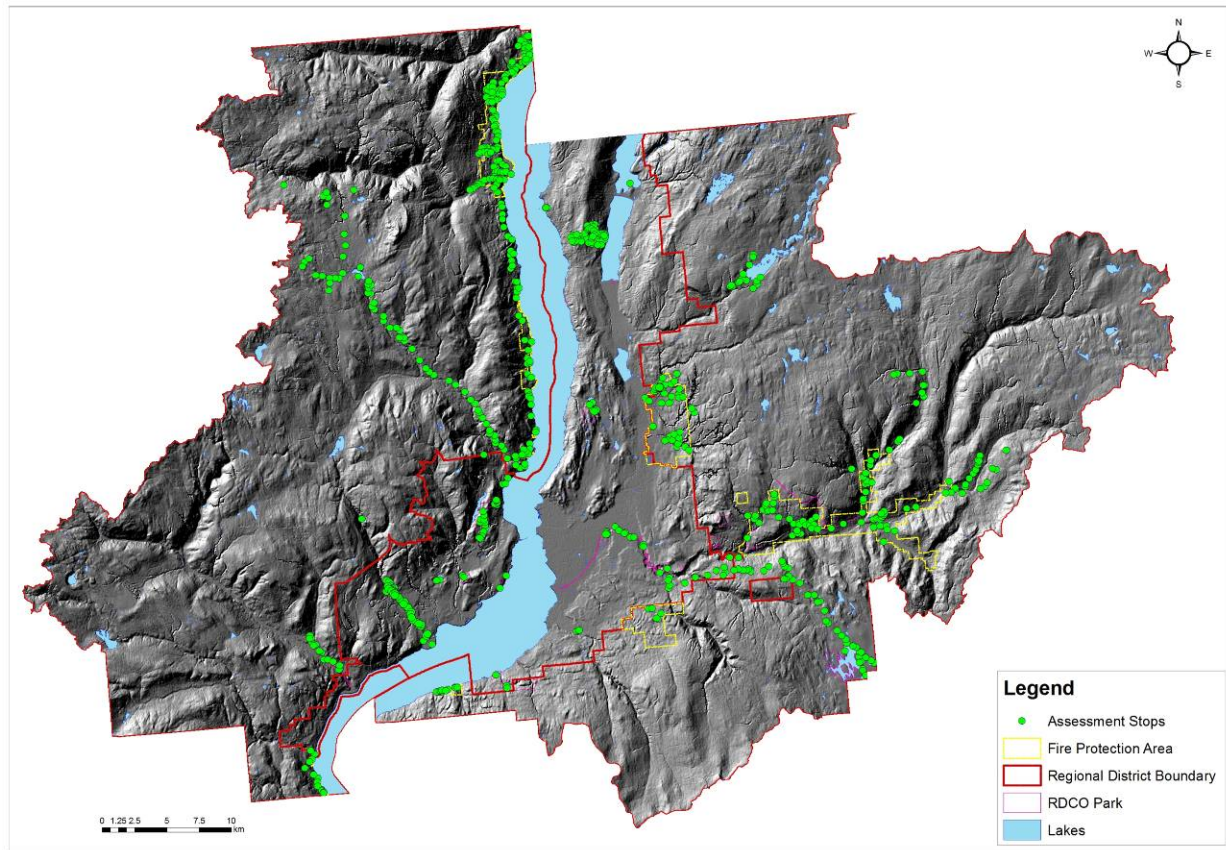 N
W E
S
Legend
Assessment Stops
Fire Protection Area
Regional District Boundary
RDCO Park
Lakes
0 1.25 2.5 5 7.5 10
km